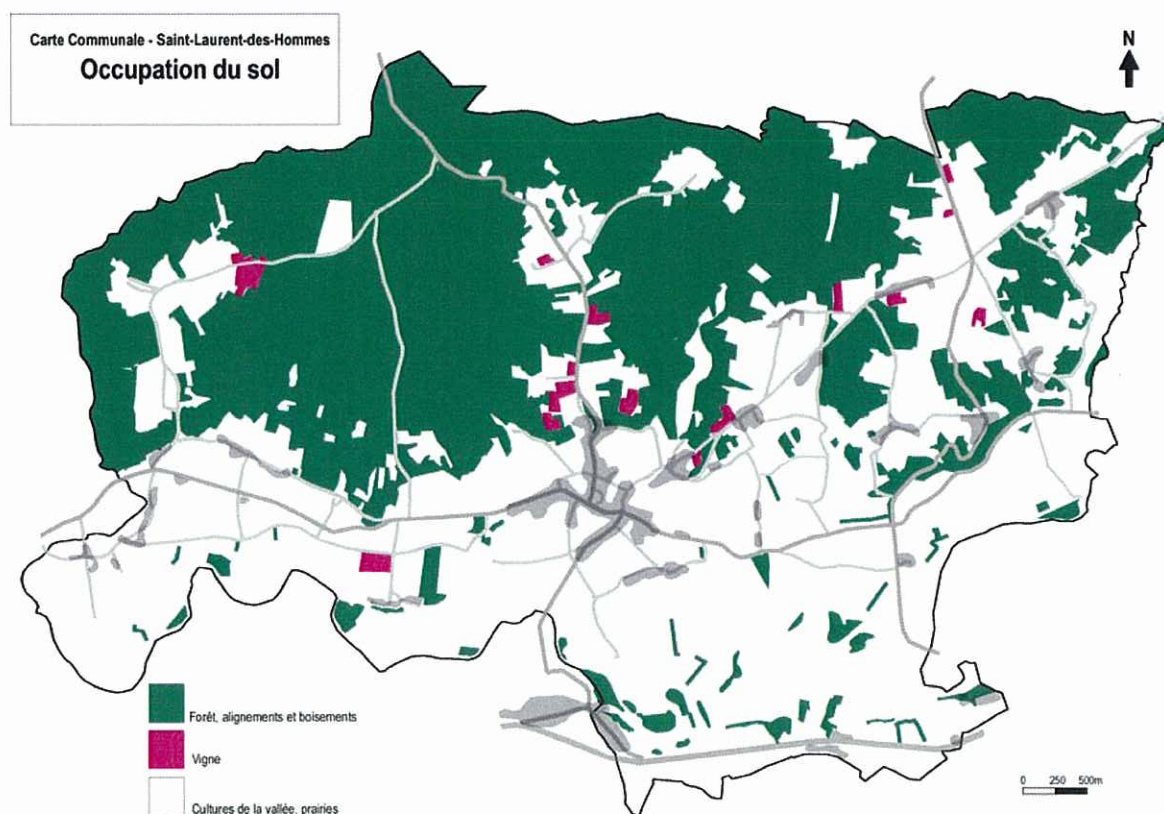 Carte Communale - Saint-Laurent-des-Hommes
Occupation du sol
N
Forêt, alignements et boisements
Vigne
Cultures de la vallée, prairies
0 250 500m